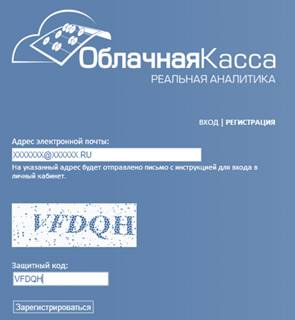 ОблачнаяКасса
РЕАЛЬНАЯ АНАЛИТИКА
ВХОД | РЕГИСТРАЦИЯ
Адрес электронной почты:
XXXXXXX@XXXXXX.RU
На указанный адрес будет отправлено письмо с инструкцией для входа в
личный кабинет.
VFDQH
Защитный код:
VFDQH
Зарегистрироваться